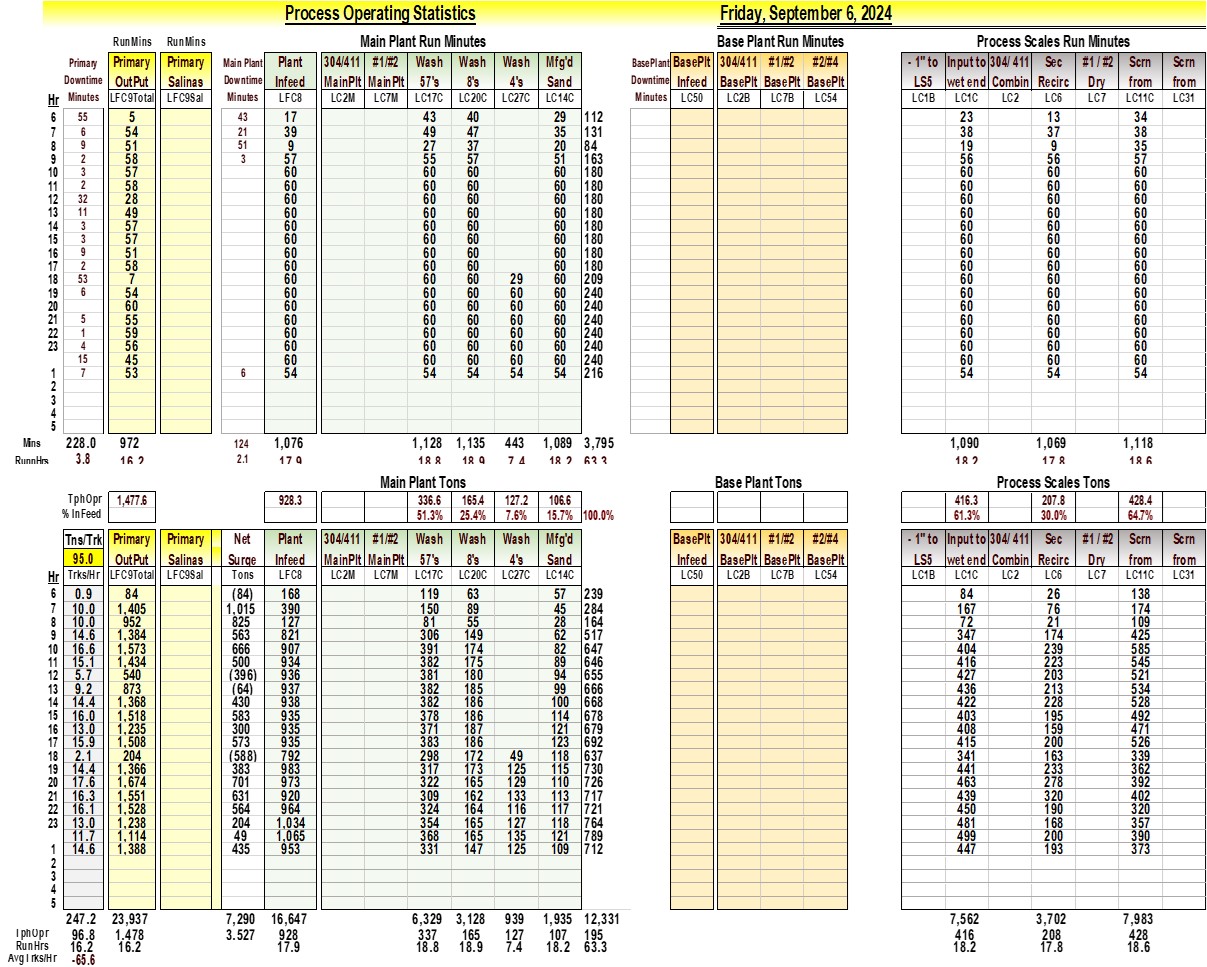 Process Operating Statistics Friday, September 6, 2024
RunMins RunMins Main Plant Run Minutes Base Plant Run Minutes Process Scales Run Minutes
Primary Primary Primary Main Plant Plant 304/411 #1/#2 Wash Wash Wash Mfg'd BasePlant BasePlt 304/411 #1/#2 #2/#4 - 1" to Input to 304/ 411 Sec #1 / #2 Scrn Scrn
Downtime OutPut Salinas Downtime Infeed MainPlt MainPlt 57's 8's 4's Sand Downtime Infeed BasePlt BasePlt BasePlt LS5 wet end Combin Recirc Dry from from
Hr Minutes LFC9Total LFC9Sal Minutes LFC8 LC2M LC7M LC17C LC20C LC27C LC14C Minutes LC50 LC2B LC7B LC54 LC1B LC1C LC2 LC6 LC7 LC11C LC31
6 55 5 43 17 43 40 29 112 23 13 34
7 6 54 21 39 49 47 35 131 38 37 38
8 9 51 51 9 27 37 20 84 19 9 35
9 2 58 3 57 55 57 51 163 56 56 57
10 3 57 60 60 60 60 180 60 60 60
11 2 58 60 60 60 60 180 60 60 60
12 32 28 60 60 60 60 180 60 60 60
13 11 49 60 60 60 60 180 60 60 60
14 3 57 60 60 60 60 180 60 60 60
15 3 57 60 60 60 60 180 60 60 60
16 9 51 60 60 60 60 180 60 60 60
17 2 58 60 60 60 60 180 60 60 60
18 53 7 60 60 60 29 60 209 60 60 60
19 6 54 60 60 60 60 60 240 60 60 60
20 60 60 60 60 60 60 240 60 60 60
21 5 55 60 60 60 60 60 240 60 60 60
22 1 59 60 60 60 60 60 240 60 60 60
23 4 56 60 60 60 60 60 240 60 60 60
15 45 60 60 60 60 60 240 60 60 60
1 7 53 6 54 54 54 54 54 216 54 54 54
2
3
4
5
Mins 228.0 972 124 1,076 1,128 1,135 443 1,089 3,795 1,090 1,069 1,118
RunnHrs 3.8 16.2 2.1 17.9 18.8 18.9 7.4 18.2 63.3 18.2 17.8 18.6
Main Plant Tons Base Plant Tons Process Scales Tons
TphOpr 1,477.6 928.3 336.6 165.4 127.2 106.6 416.3 207.8 428.4
% InFeed 51.3% 25.4% 7.6% 15.7% 100.0% 61.3% 30.0% 64.7%
Tns/Trk Primary Primary Net Plant 304/411 #1/#2 Wash Wash Wash Mfg'd BasePlt 304/411 #1/#2 #2/#4 - 1" to Input to 304/ 411 Sec #1 / #2 Scrn Scrn
95.0 OutPut Salinas Surge Infeed MainPlt MainPlt 57's 8's 4's Sand Infeed BasePlt BasePlt BasePlt LS5 wet end Combin Recirc Dry from from
Hr Trks/Hr LFC9Total LFC9Sal Tons LFC8 LC2M LC7M LC17C LC20C LC27C LC14C LC50 LC2B LC7B LC54 LC1B LC1C LC2 LC6 LC7 LC11C LC31
6 0.9 84 (84) 168 119 63 57 239 84 26 138
7 10.0 1,405 1,015 390 150 89 45 284 167 76 174
8 10.0 952 825 127 81 55 28 164 72 21 109
9 14.6 1,384 563 821 306 149 62 517 347 174 425
10 16.6 1,573 666 907 391 174 82 647 404 239 585
11 15.1 1,434 500 934 382 175 89 646 416 223 545
12 5.7 540 (396) 936 381 180 94 655 427 203 521
13 9.2 873 (64) 937 382 185 99 666 436 213 534
14 14.4 1,368 430 938 382 186 100 668 422 228 528
15 16.0 1,518 583 935 378 186 114 678 403 195 492
16 13.0 1,235 300 935 371 187 121 679 408 159 471
17 15.9 1,508 573 935 383 186 123 692 415 200 526
18 2.1 204 (588) 792 298 172 49 118 637 341 163 339
19 14.4 1,366 383 983 317 173 125 115 730 441 233 362
20 17.6 1,674 701 973 322 165 129 110 726 463 278 392
21 16.3 1,551 631 920 309 162 133 113 717 439 320 402
22 16.1 1,528 564 964 324 164 116 117 721 450 190 320
23 13.0 1,238 204 1,034 354 165 127 118 764 481 168 357
11.7 1,114 49 1,065 368 165 135 121 789 499 200 390
1 14.6 1,388 435 953 331 147 125 109 712 447 193 373
2
3
4
5
247.2 23,937 7,290 16,647 6,329 3,128 939 1,935 12,331 7,562 3,702 7,983
TphOpr 96.8 1,478 3,527 928 337 165 127 107 195 416 208 428
RunHrs 16.2 16.2 17.9 18.8 18.9 7.4 18.2 63.3 18.2 17.8 18.6
AvgTrks/Hr -65.6